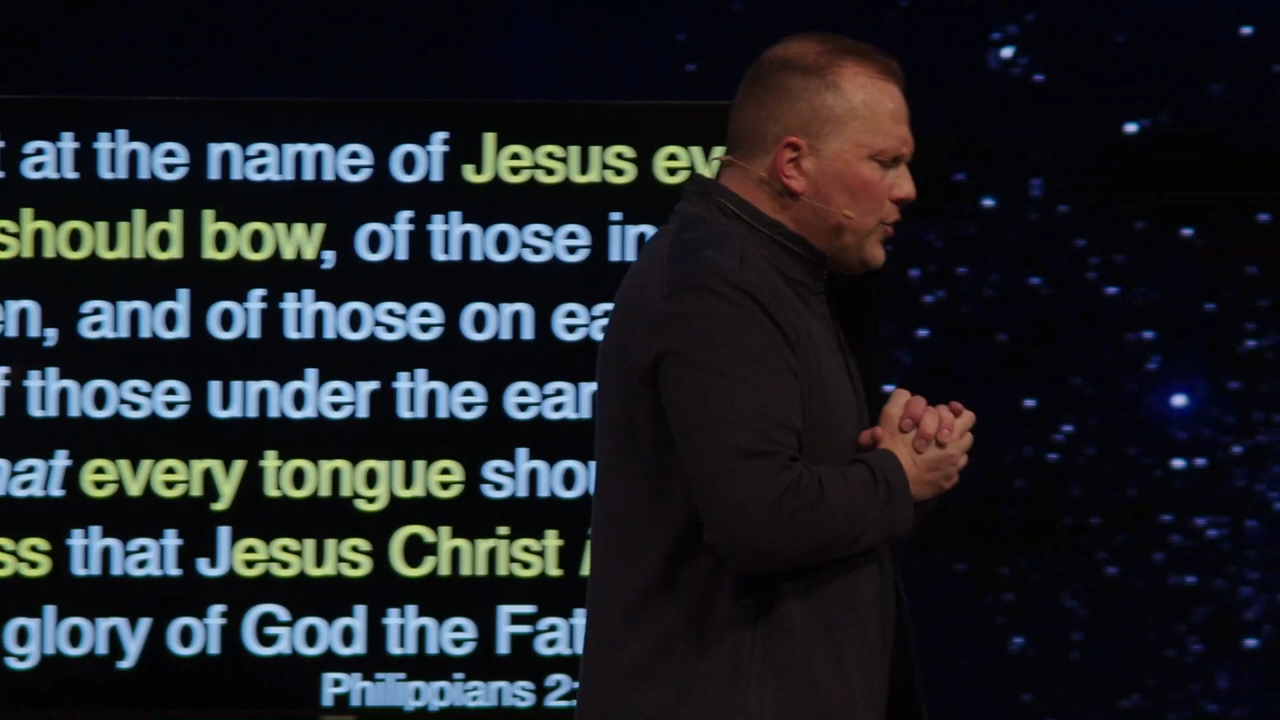 at the name of Jesus ev
should bow, of those in
en, and of those on ea
f those under the ear
hat every tongue shou
ss that Jesus Christ i
glory of God the Fat
Philippians 2: